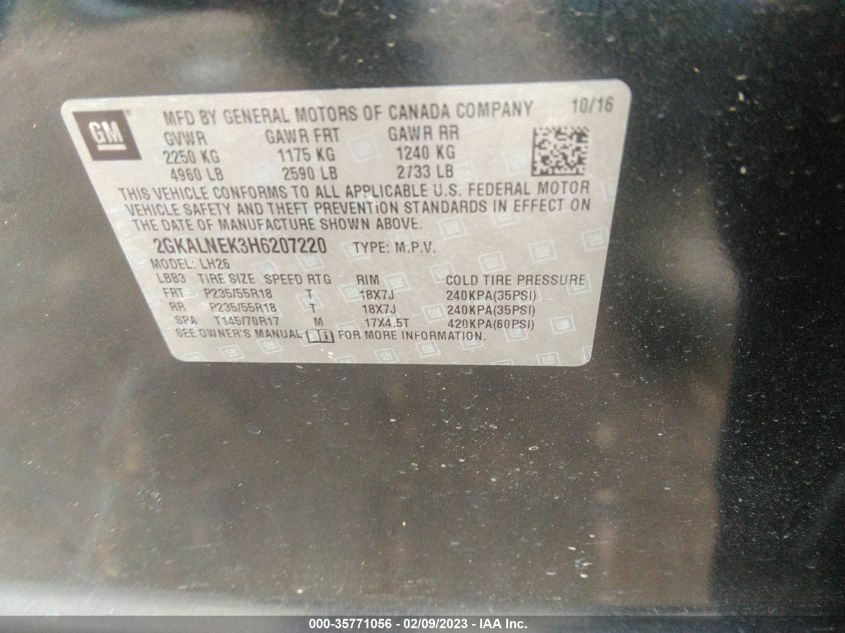 GM
MFD BY GENERAL MOTORS OF CANADA COMPANY 10/16
GVWR GAWR FRT GAWR RR
2250 KG 1175 KG 1240 KG
4960 LB 2590 LB 2733 LB
THIS VEHICLE CONFORMS TO ALL APPLICABLE U.S. FEDERAL MOTOR
VEHICLE SAFETY AND THEFT PREVENTION STANDARDS IN EFFECT ON
THE DATE OF MANUFACTURE SHOWN ABOVE.
2GKALNEK3H6207220 TYPE: M.P.V.
MODEL: LH26
LBB3 TIRE SIZE SPEED RTG RIM COLD TIRE PRESSURE
FRT P235/55R18 T 18X7J 240KPA(35PSI)
RR P235/55R18 T 18X7J 240KPA(35PSI)
SPA T145/70R17 M 17X4.5T 420KPA(60PSI)
SEE OWNER'S MANUAL FOR MORE INFORMATION.
000-35771056 - 02/09/2023 - © IAA Inc.